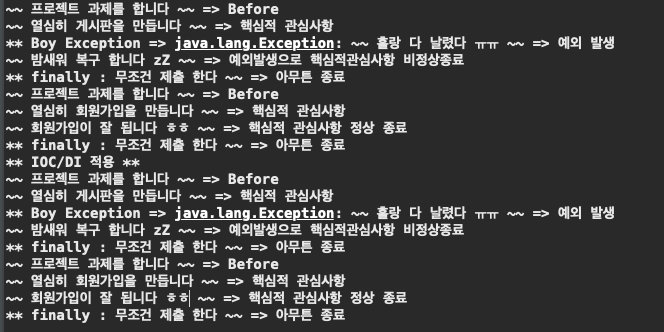 ~~ 프로젝트 과제를 합니다 ~~ => Before
~~ 열심히 게시판을 만듭니다 ~~ => 핵심적 관심사항
** Boy Exception => java.lang.Exception: ~~ 홀랑 다 날렸다 ㅠㅠ ~~ => 예외 발생
~~ 밤새워 복구 합니다 zZ ~~ => 예외발생으로 핵심적관심사항 비정상종료
** finally : 무조건 제출 한다 ~~ => 아무튼 종료
~~ 프로젝트 과제를 합니다 ~~ => Before
~~ 열심히 회원가입을 만듭니다 ~~ => 핵심적 관심사항
~~ 회원가입이 잘 됩니다 ㅎㅎ ~~ => 핵심적 관심사항 정상 종료
** finally : 무조건 제출 한다 ~~ => 아무튼 종료
** IOC/DI 적용 **
~~ 프로젝트 과제를 합니다 ~~ => Before
~~ 열심히 게시판을 만듭니다 ~~ => 핵심적 관심사항
** Boy Exception => java.lang.Exception: ~~ 홀랑 다 날렸다 ㅠㅠ ~~ => 예외 발생
~~ 밤새워 복구 합니다 zZ ~~ => 예외발생으로 핵심적관심사항 비정상종료
** finally : 무조건 제출 한다 ~~ => 아무튼 종료
~~ 프로젝트 과제를 합니다 ~~ => Before
~~ 열심히 회원가입을 만듭니다 ~~ => 핵심적 관심사항
~~ 회원가입이 잘 됩니다 ㅎㅎ ~~ => 핵심적 관심사항 정상 종료
** finally : 무조건 제출 한다 ~~ => 아무튼 종료